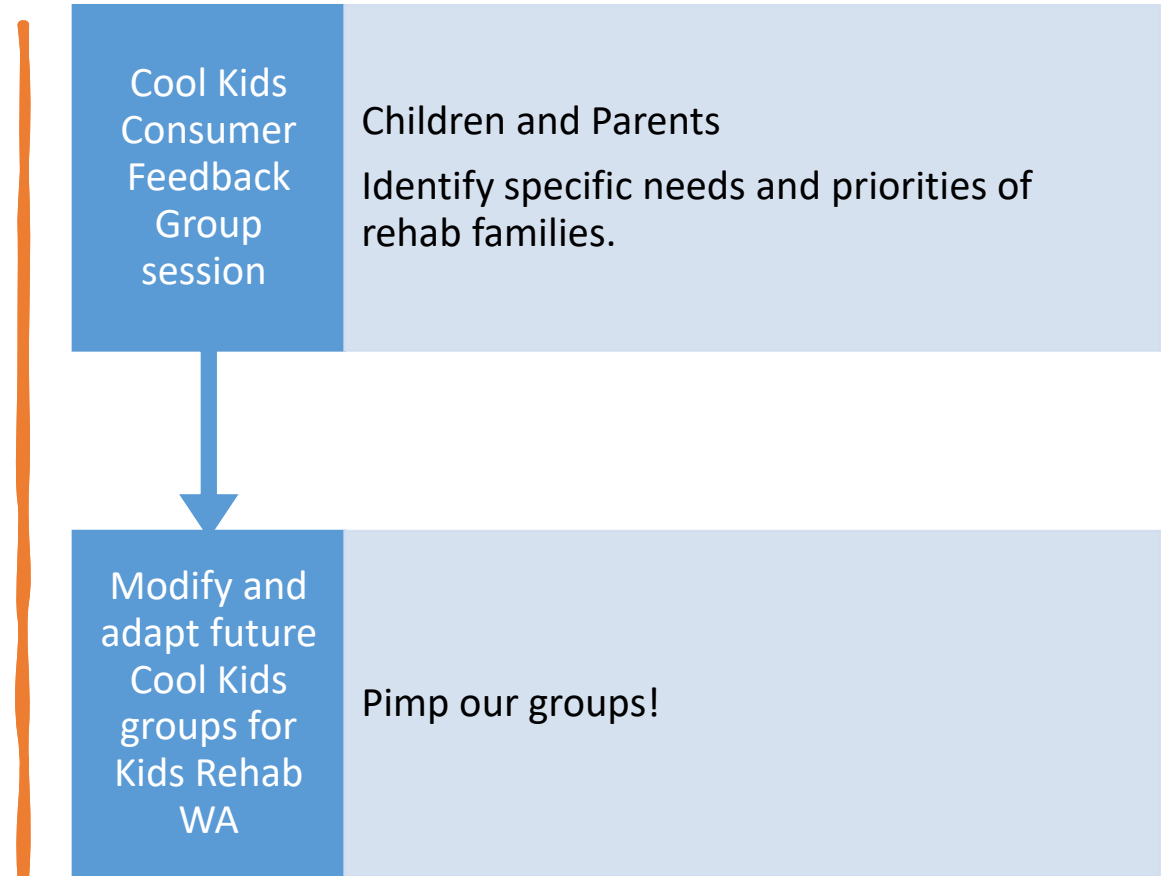 Cool Kids
Consumer
Feedback
Group
session
Children and Parents
Identify specific needs and priorities of
rehab families.
Modify and
adapt future
Cool Kids
groups for
Kids Rehab
WA
Pimp our groups!